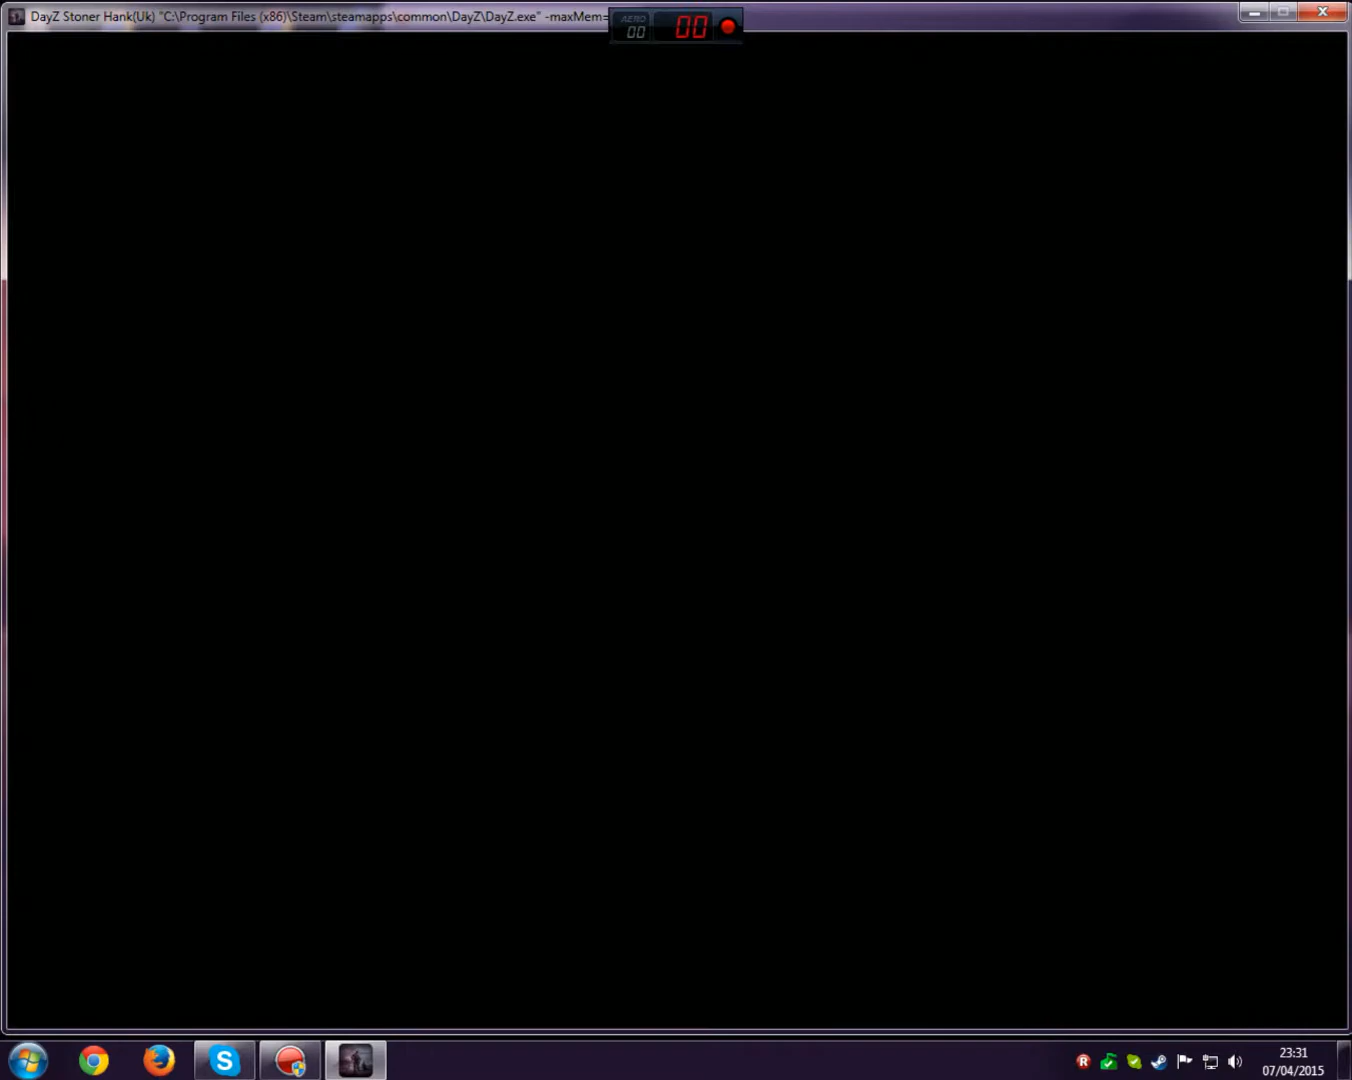 DayZ Stoner Hank(Uk) "C:\Program Files (x86)\Steam\steamapps\common\DayZ\DayZ.exe" -maxMem=
AERO
00
00
S
R
23:31
07/04/2015